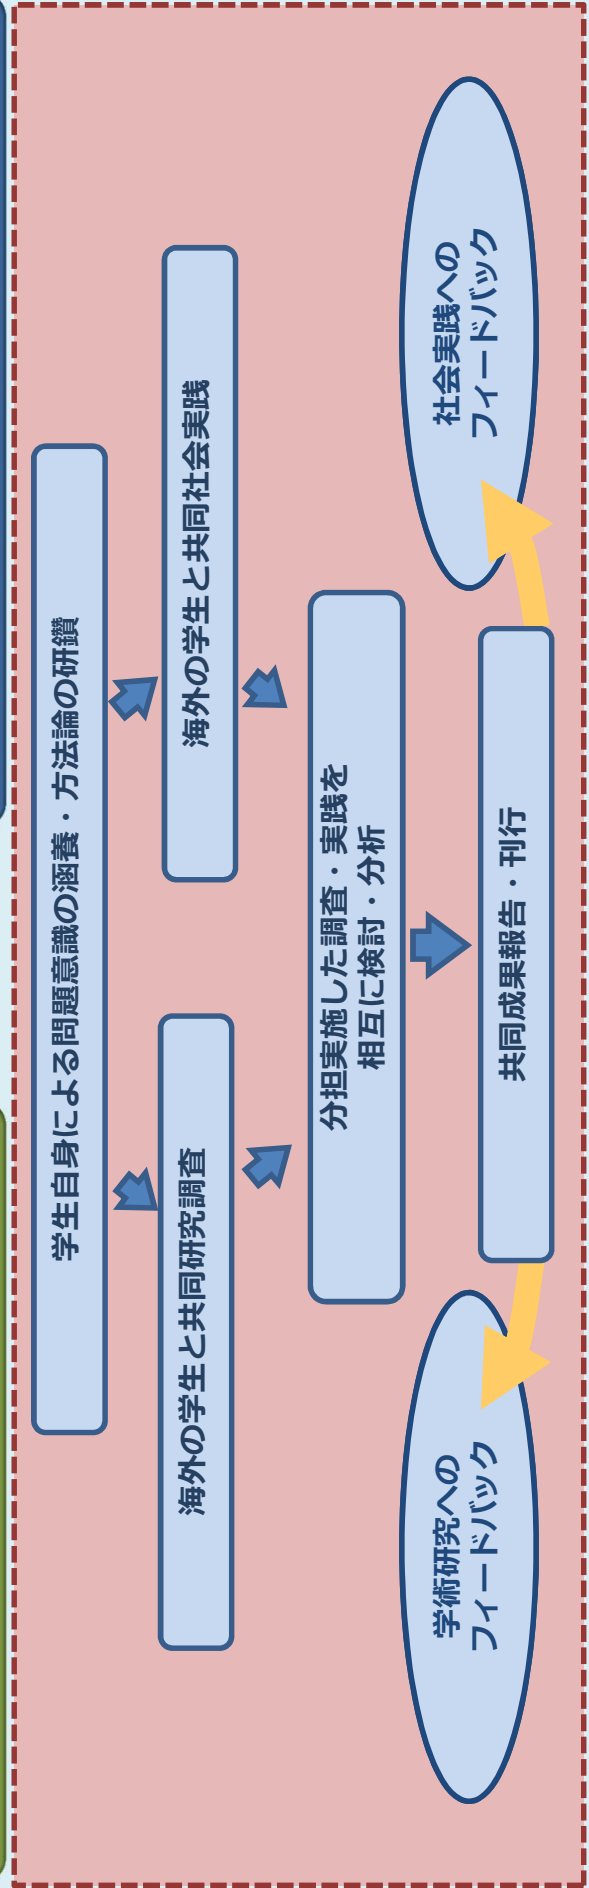 学生自身による問題意識の涵養・方法論の研鑽
海外の学生と共同研究調査
海外の学生と共同社会実践
分担実施した調査・実践を
相互に検討・分析
共同成果報告・刊行
学術研究への
フィードバック
社会実践への
フィードバック